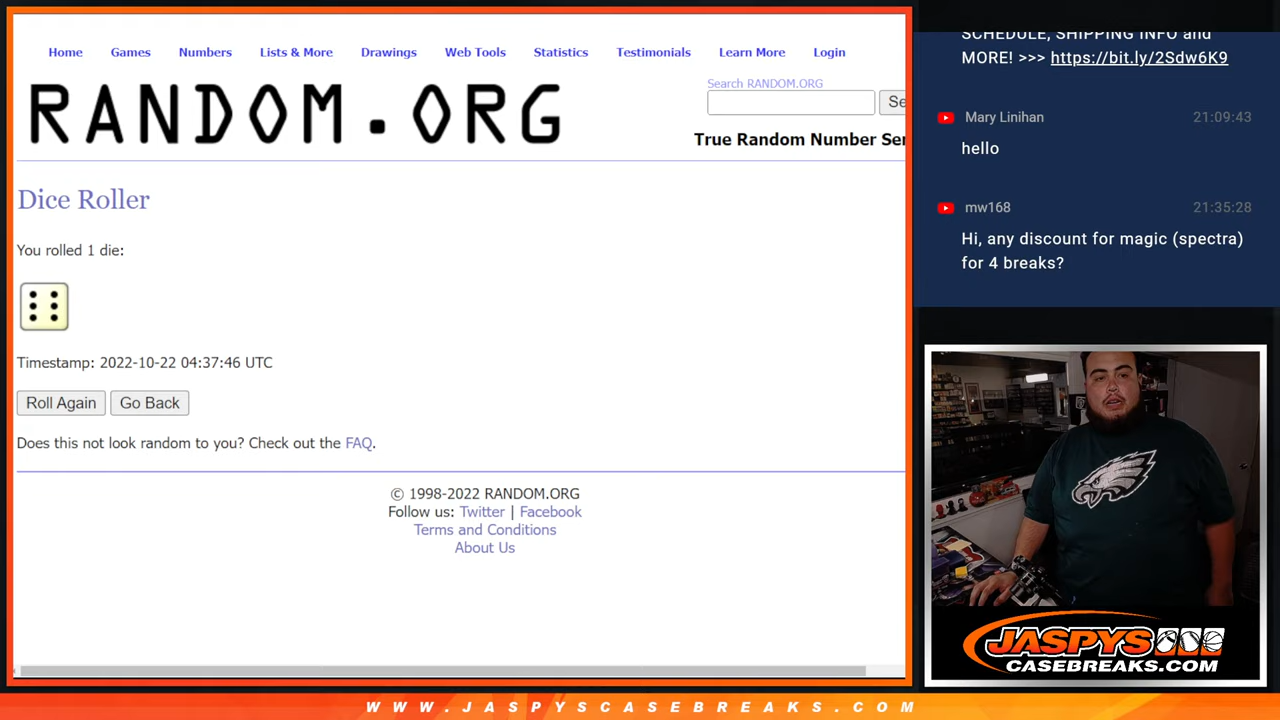 Home Games Numbers Lists & More Drawings Web Tools Statistics Testimonials Learn More Login
RANDOM.ORG
Search RANDOM.ORG
Se
True Random Number Ser
Dice Roller
You rolled 1 die:
Timestamp: 2022-10-22 04:37:46 UTC
Roll Again Go Back
Does this not look random to you? Check out the FAQ.
© 1998-2022 RANDOM.ORG
Follow us: Twitter | Facebook
Terms and Conditions
About Us
SCHEDULE, SHIPPING INFO and
MORE! >>> https://bit.ly/2Sdw6K9
Mary Linihan 21:09:43
hello
mw168 21:35:28
Hi, any discount for magic (spectra)
for 4 breaks?
JASPYS
CASEBREAKS.COM
WWW.JASPYSCASEBREAKS.COM